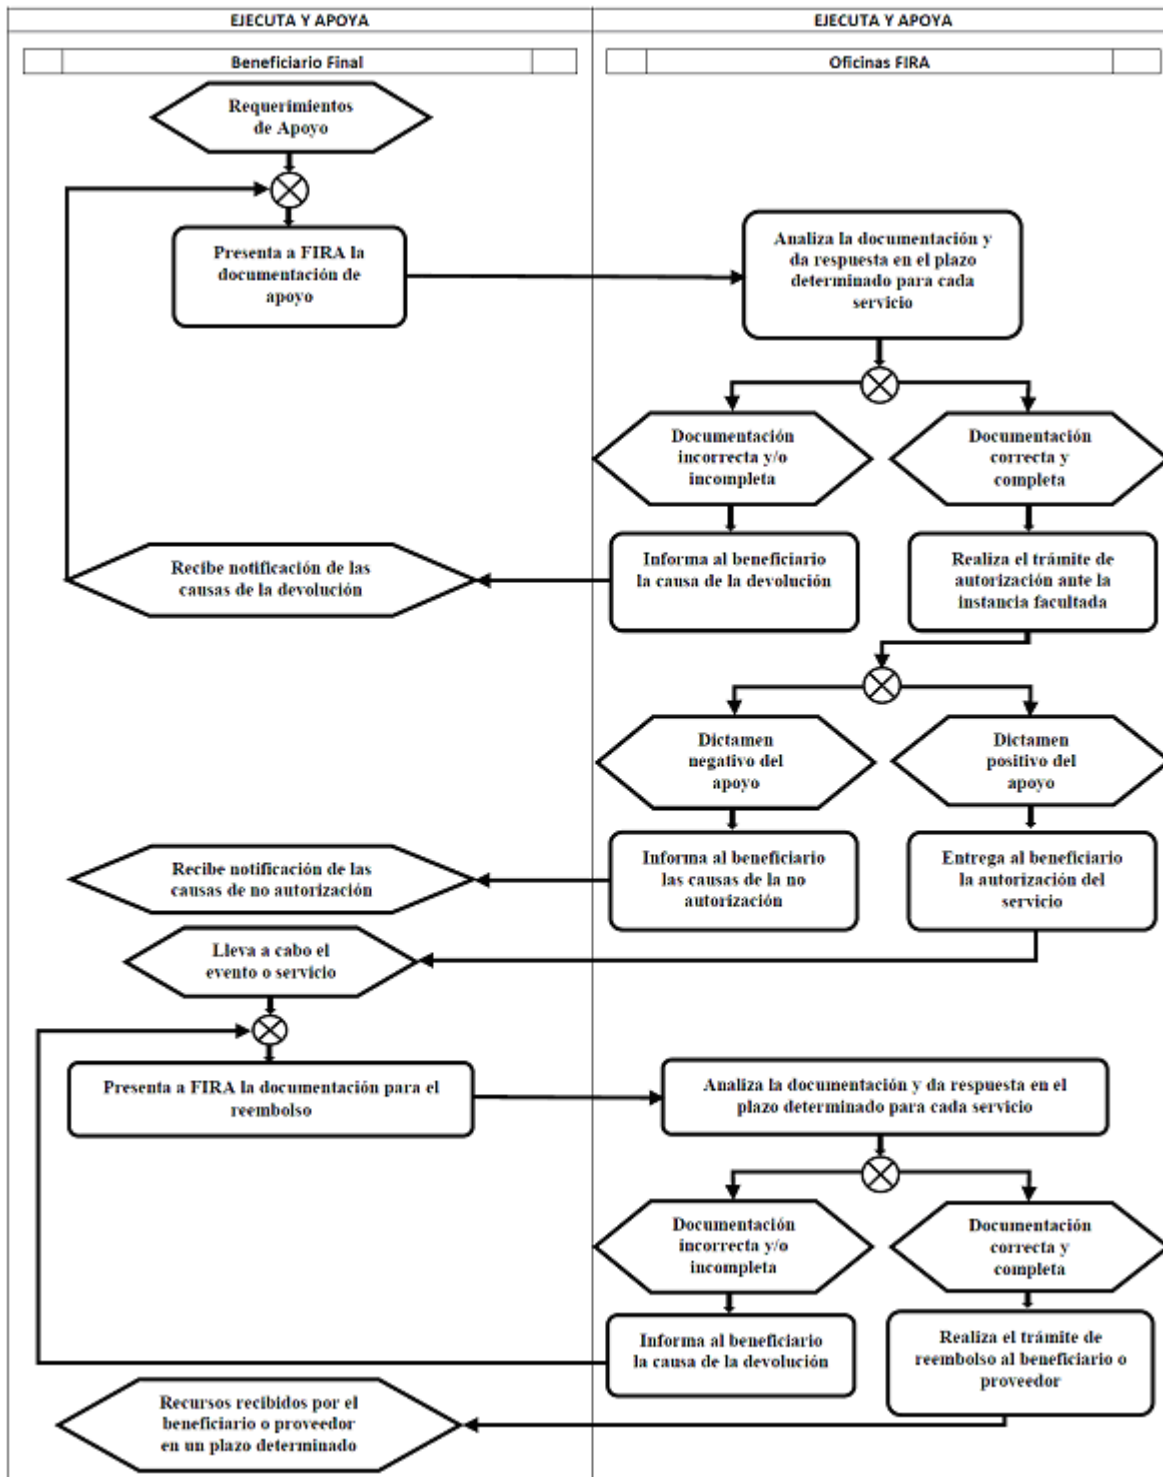 EJECUTA Y APOYA
EJECUTA Y APOYA
Beneficiario Final
Oficinas FIRA
Requerimientos
de Apoyo
Presenta a FIRA la
documentación de
apoyo
Analiza la documentación y
da respuesta en el plazo
determinado para cada
servicio
Documentación
incorrecta y/o
incompleta
Documentación
correcta y
completa
Recibe notificación de las
causas de la devolución
Informa al beneficiario
la causa de la devolución
Realiza el trámite de
autorización ante la
instancia facultada
Dictamen
negativo del
apoyo
Dictamen
positivo del
apoyo
Recibe notificación de las
causas de no autorización
Informa al beneficiario
las causas de la no
autorización
Entrega al beneficiario
la autorización del
servicio
Lleva a cabo el
evento o servicio
Presenta a FIRA la documentación para el
reembolso
Analiza la documentación y da respuesta en el
plazo determinado para cada servicio
Documentación
incorrecta y/o
incompleta
Documentación
correcta y
completa
Informa al beneficiario
la causa de la devolución
Realiza el trámite de
reembolso al beneficiario o
proveedor
Recursos recibidos por el
beneficiario o proveedor
en un plazo determinado